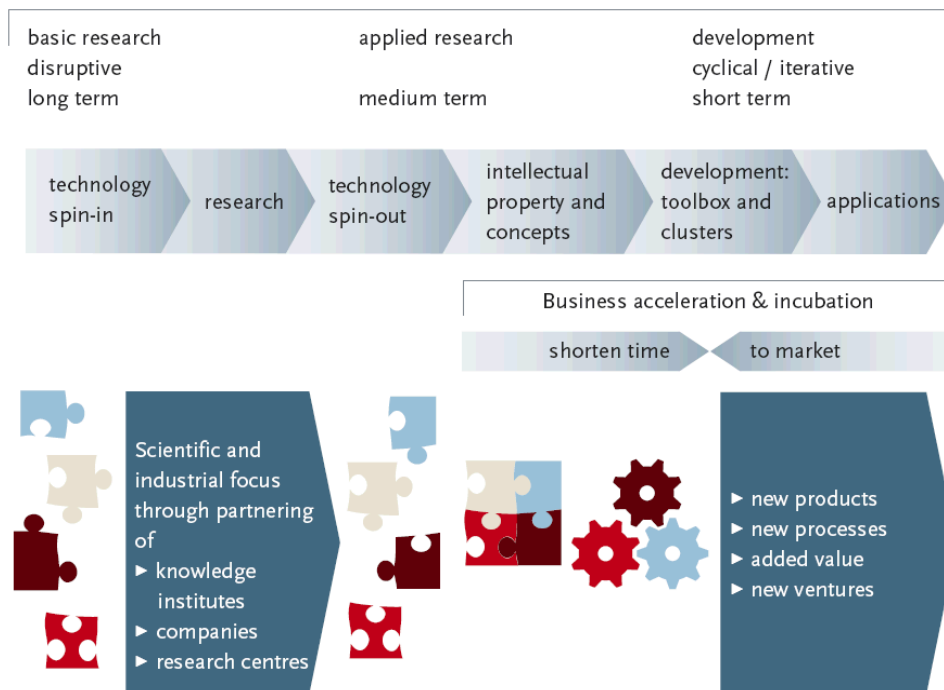 basic research
disruptive
long term
applied research
medium term
development
cyclical / iterative
short term
technology
spin-in
research
technology
spin-out
intellectual
property and
concepts
development:
toolbox and
clusters
applications
Business acceleration & incubation
shorten time
to market
Scientific and
industrial focus
through partnering
of
► knowledge
institutes
► companies
► research centres
► new products
► new processes
► added value
► new ventures